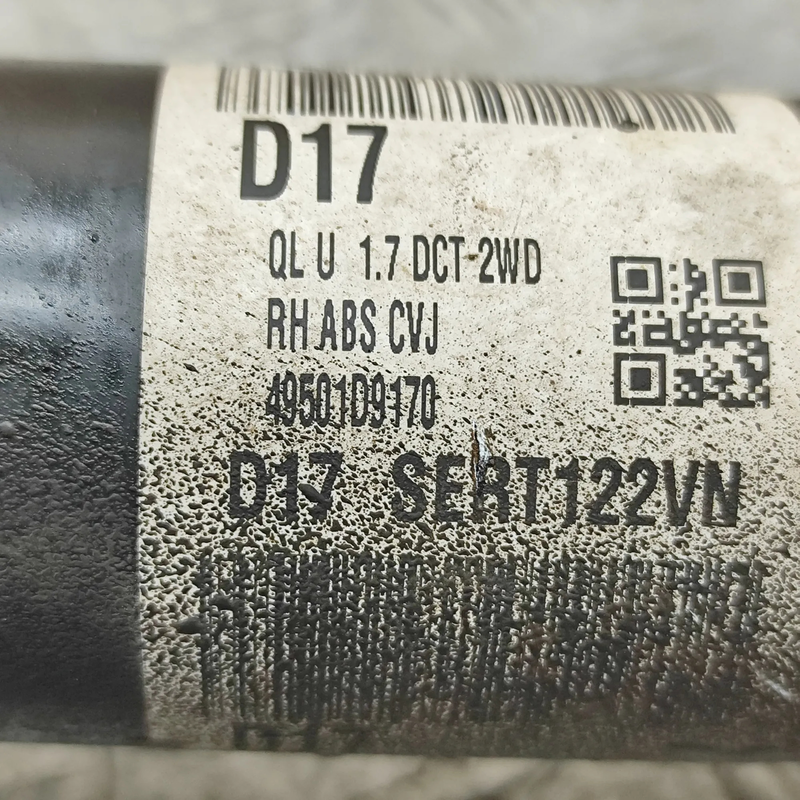 D17
QL U 1.7 DCT 2WD
RH ABS CVJ
49501D9170
D17 SERT122VN